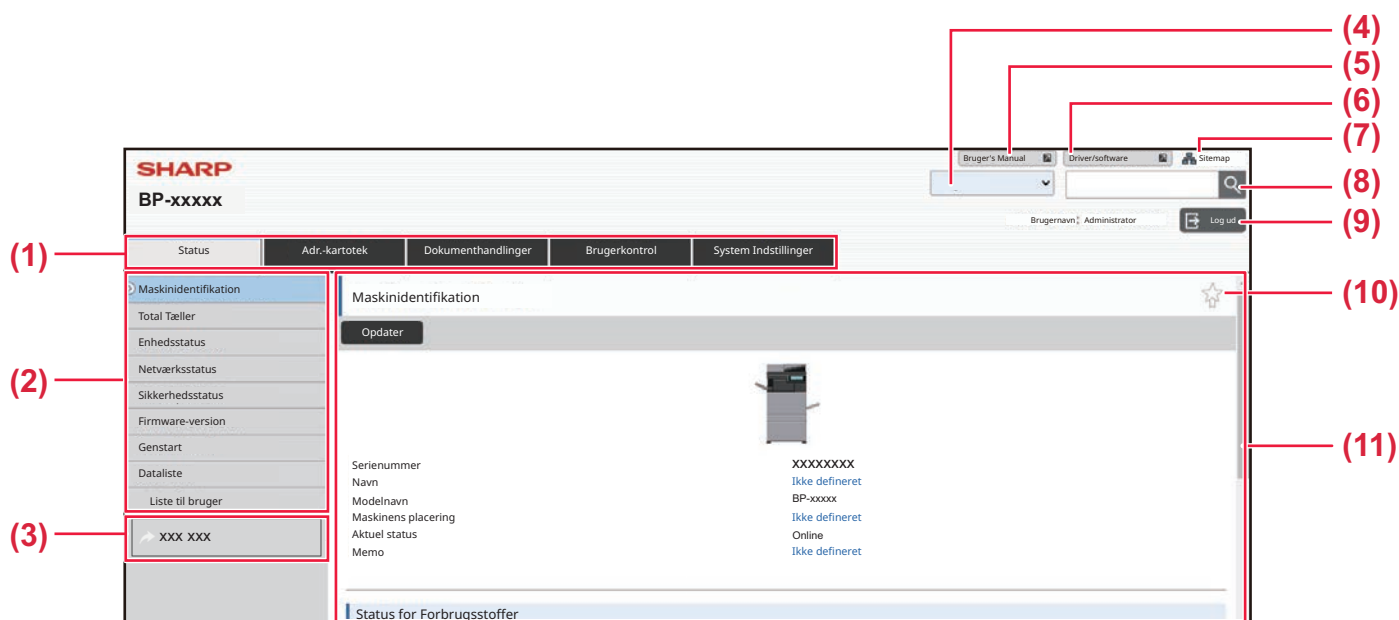 (4)
(5)
(6)
(7)
SHARP
Bruger's Manual
Driver/software
Sitemap
BP-xxxxx
(8)
Brugernavn: Administrator
Log ud
(9)
(1)
Status
Adr.-kartotek
Dokumenthandlinger
Brugerkontrol
System Indstillinger
(2)
Maskinidentifikation
Total Tæller
Enhedsstatus
Netværksstatus
Sikkerhedsstatus
Firmware-version
Genstart
Dataliste
Liste til bruger
(3)
XXX XXX
Maskinidentifikation
(10)
Opdater
(11)
Serienummer XXXXXXXX
Navn Ikke defineret
Modelnavn BP-xxxxx
Maskinens placering Ikke defineret
Aktuel status Online
Memo Ikke defineret
Status for Forbrugsstoffer